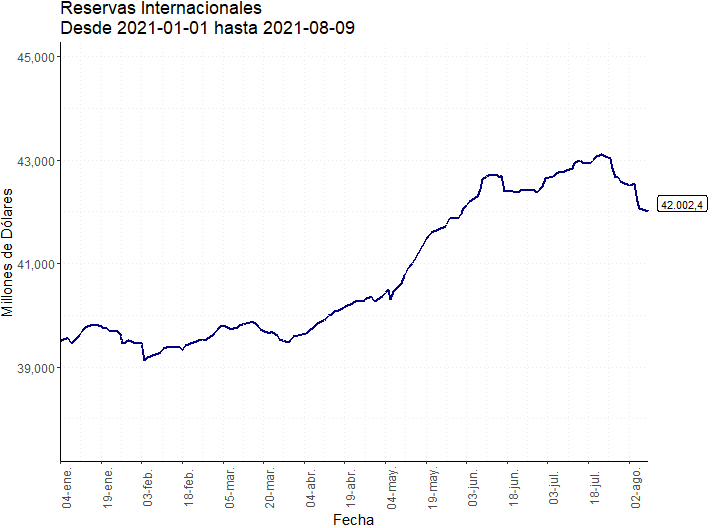 Reservas Internacionales
Desde 2021-01-01 hasta 2021-08-09
Millones de Dólares
45,000
43,000
41,000
39,000
42.002,4
04-ene.
19-ene.
03-feb.
18-feb.
05-mar.
20-mar.
04-abr.
19-abr.
04-may.
19-may.
03-jun.
18-jun.
03-jul.
18-jul.
02-ago.
Fecha